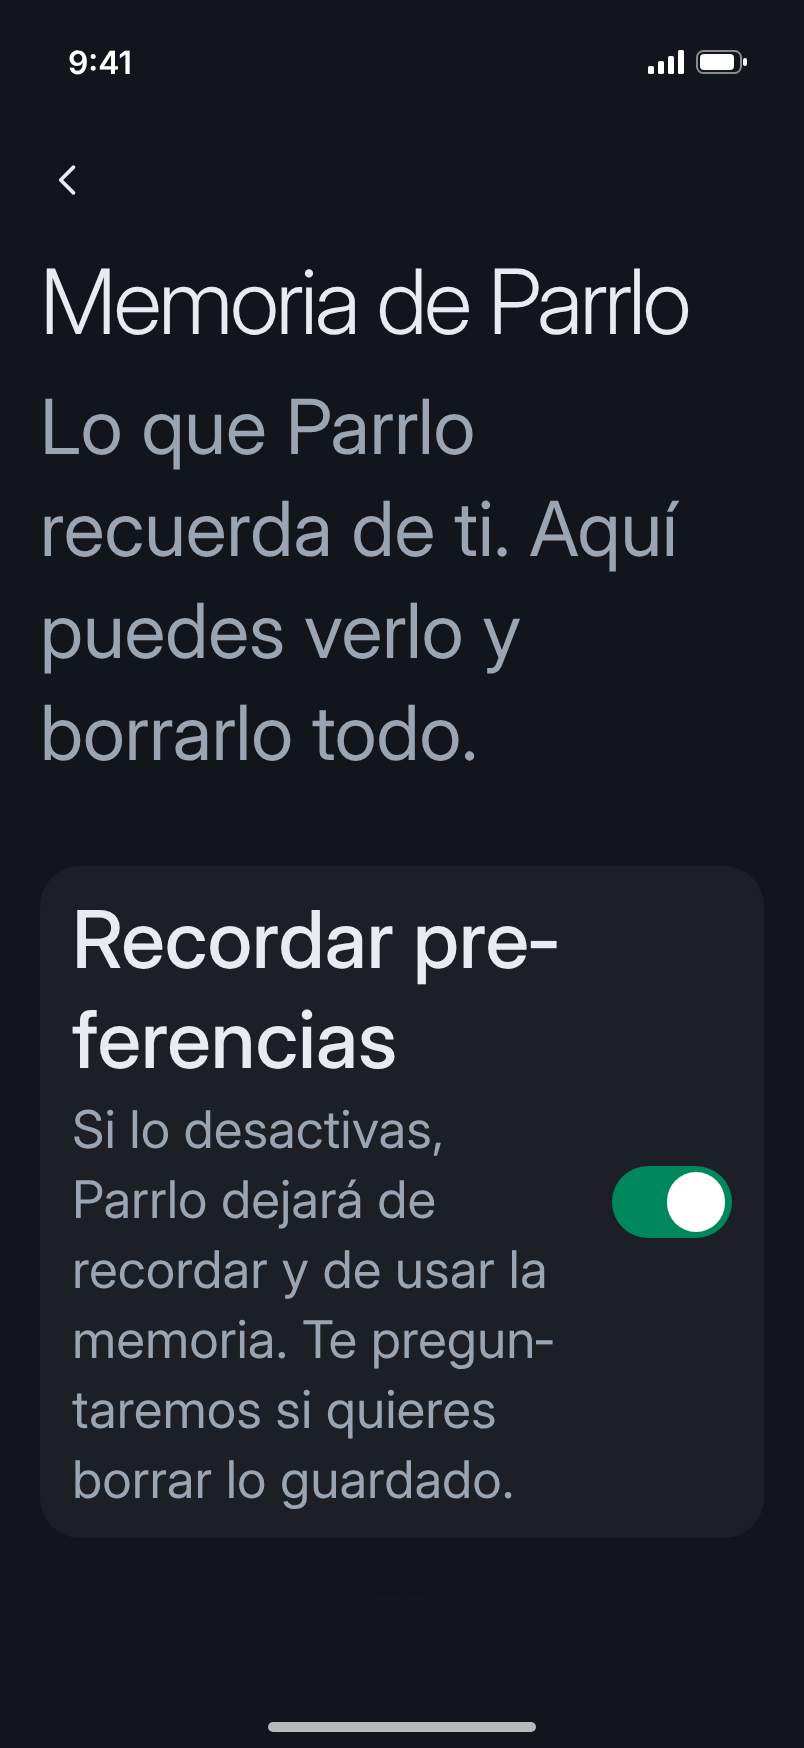 9:41
Memoria de Parrlo
Lo que Parrlo
recuerda de ti. Aquí
puedes verlo y
borrarlo todo.
Recordar pre-
ferencias
Si lo desactivas,
Parrlo dejará de
recordar y de usar la
memoria. Te pregun-
taremos si quieres
borrar lo guardado.